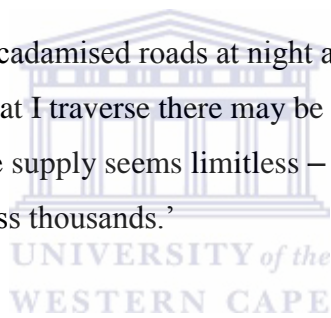 cadamised roads at night a
at I traverse there may be
e supply seems limitless –
ss thousands.’
UNIVERSITY of the
WESTERN CAPE